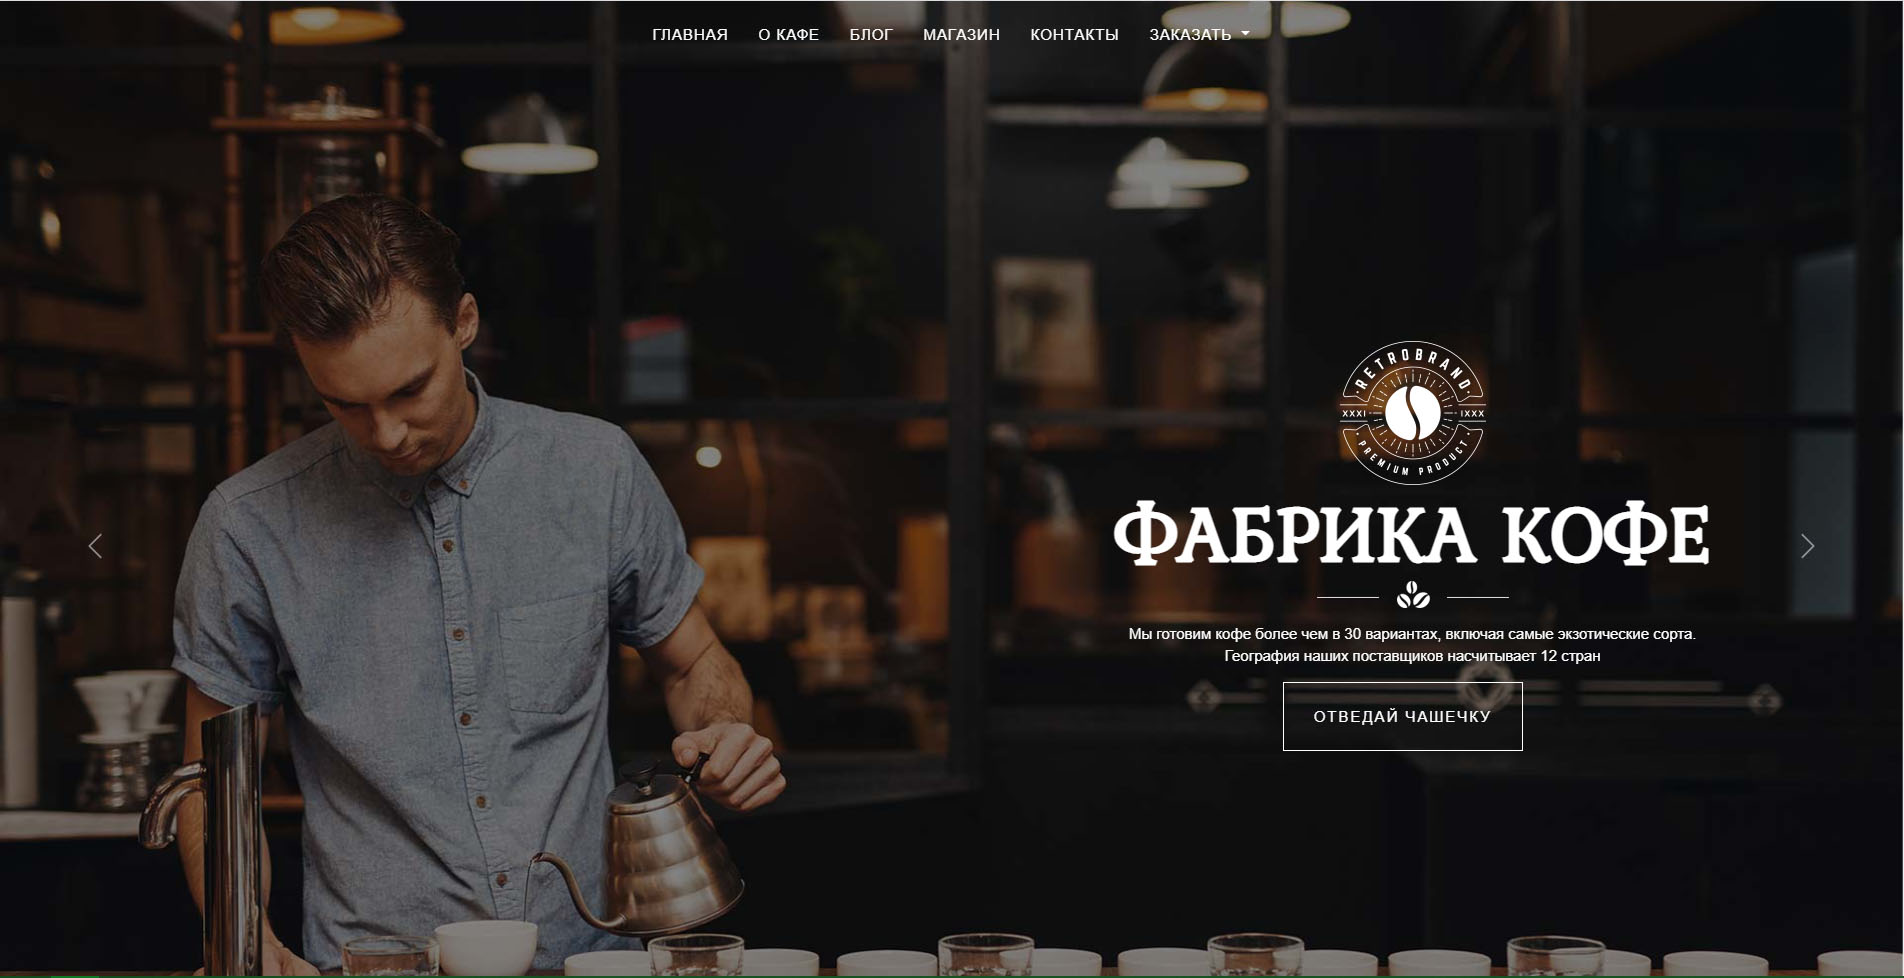 ГЛАВНАЯ О КАФЕ БЛОГ МАГАЗИН КОНТАКТЫ ЗАКАЗАТЬ
RETROBRAND
XXXI IXXX
PREMIUM PRODUCT
ФАБРИКА КОФЕ
Мы готовим кофе более чем в 30 вариантах, включая самые экзотические сорта.
География наших поставщиков насчитывает 12 стран
ОТВЕДАЙ ЧАШЕЧКУ